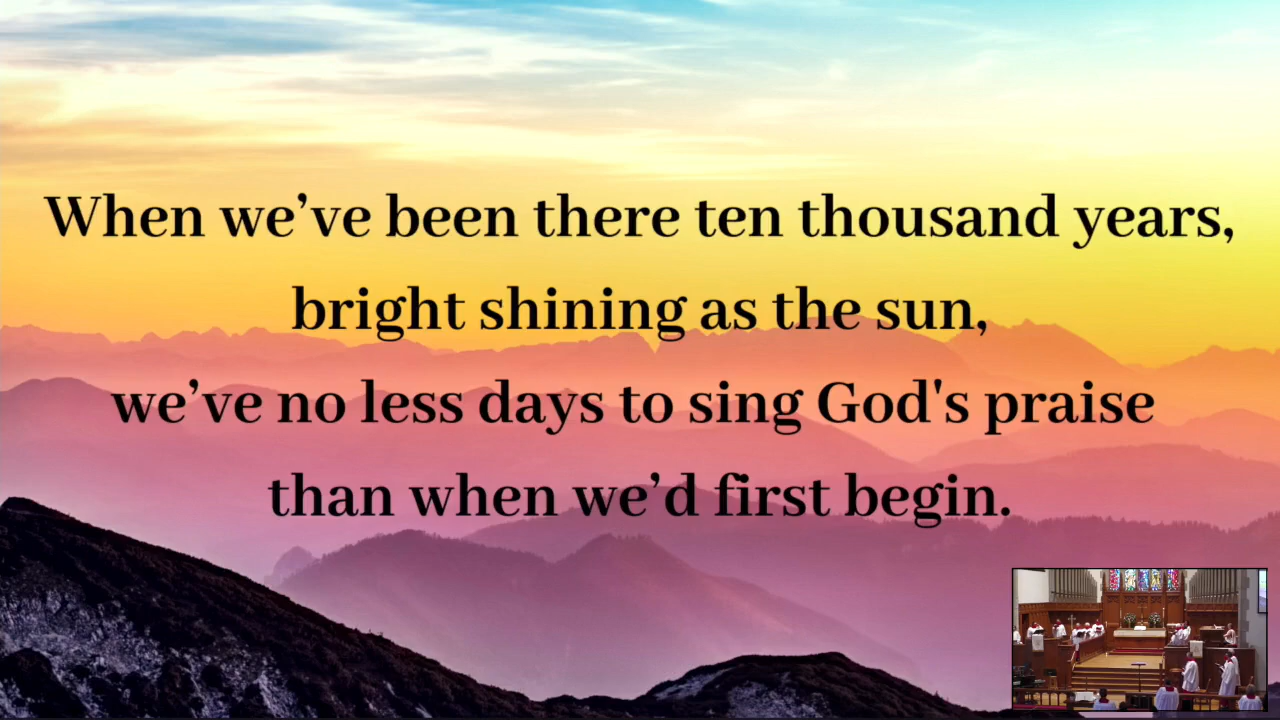 When we’ve been there ten thousand years,
bright shining as the sun,
we’ve no less days to sing God's praise
than when we’d first begin.